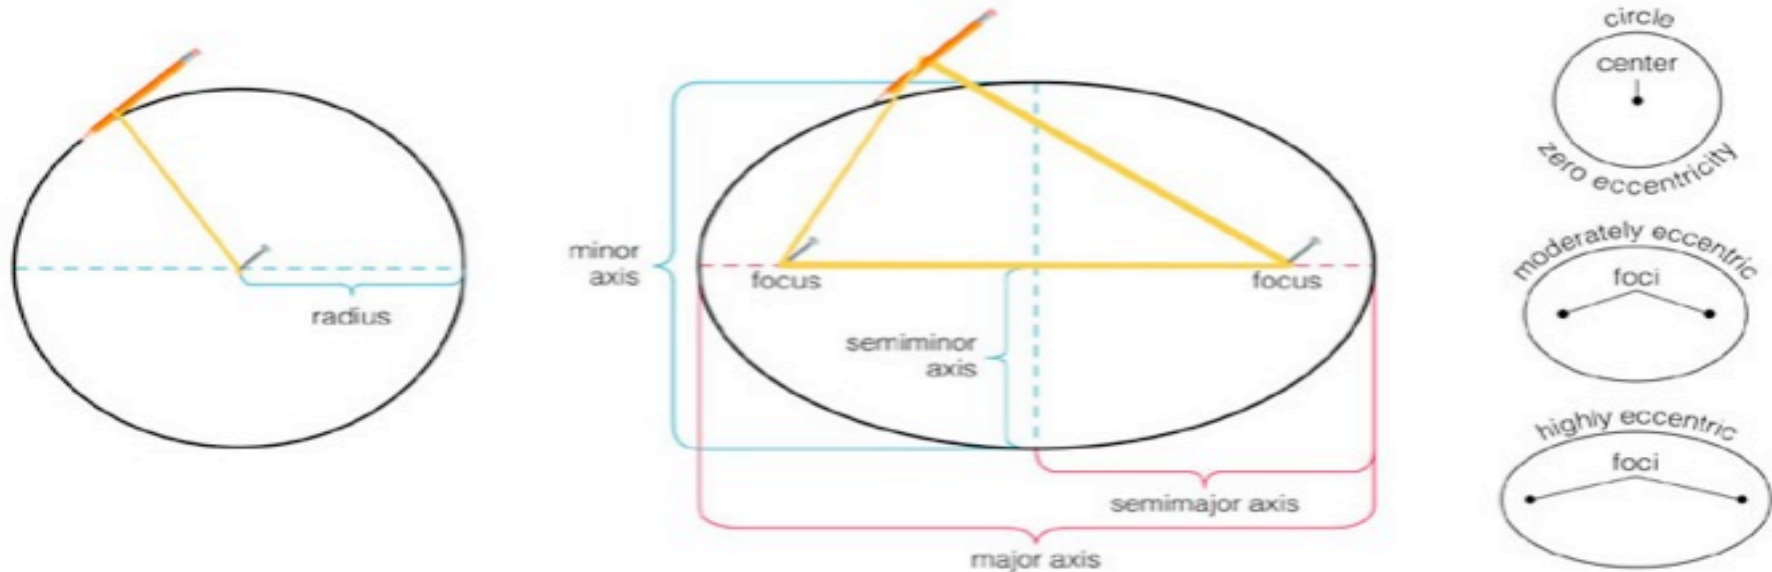 radius
minor
axis
focus
focus
semiminor
axis
semimajor axis
major axis
circle
center
zero eccentricity
moderately eccentric
foci
highly eccentric
foci